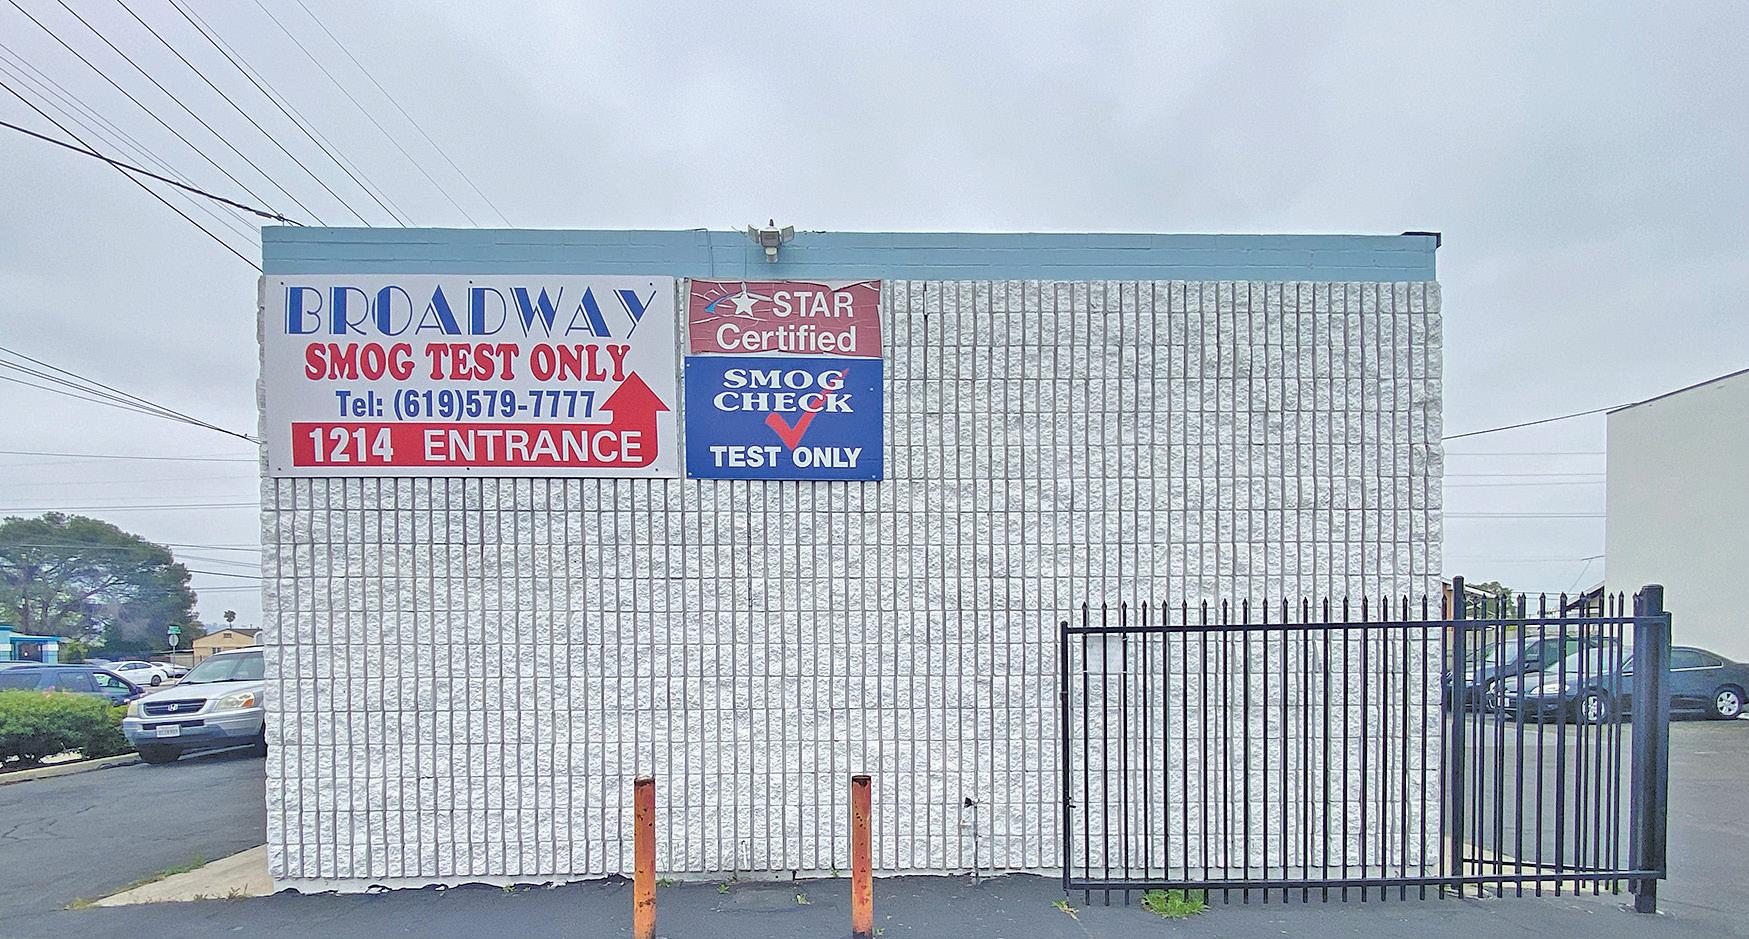 BROADWAY
SMOG TEST ONLY
Tel: (619)579-7777
1214 ENTRANCE
STAR
Certified
SMOG
CHECK
TEST ONLY